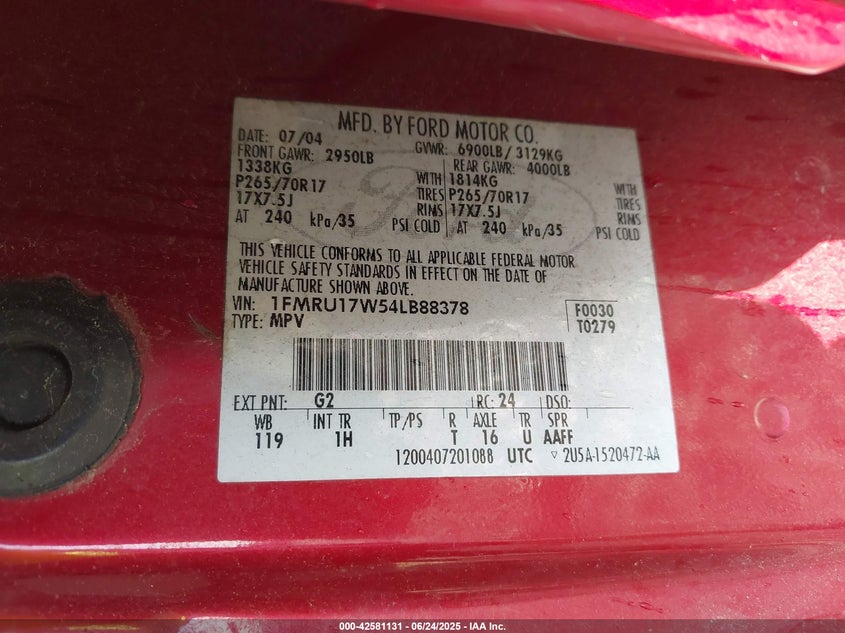 MFD. BY FORD MOTOR CO.
DATE: 07/04 GVWR: 6900LB/ 3129KG
FRONT GAWR: 2950LB REAR GAWR: 4000LB
1338KG WITH 1814KG WITH
P265/70R17 TIRES P265/70R17 TIRES
17X7.5J RIMS 17X7.5J RIMS
AT 240 kPa/35 PSI COLD AT 240 kPa/35 PSI COLD
Ford
THIS VEHICLE CONFORMS TO ALL APPLICABLE FEDERAL MOTOR
VEHICLE SAFETY STANDARDS IN EFFECT ON THE DATE OF
MANUFACTURE SHOWN ABOVE.
VIN: 1FMRU17W54LB88378 F0030
TYPE: MPV T0279
EXT PNT: G2 RC: 24 DSO:
WB INT TR TP/PS R AXLE TR SPR
119 1H T 16 U AAFF
1200407201088 UTC ▽ 2U5A-1520472-AA
000-42581131 - 06/24/2025 - IAA Inc.